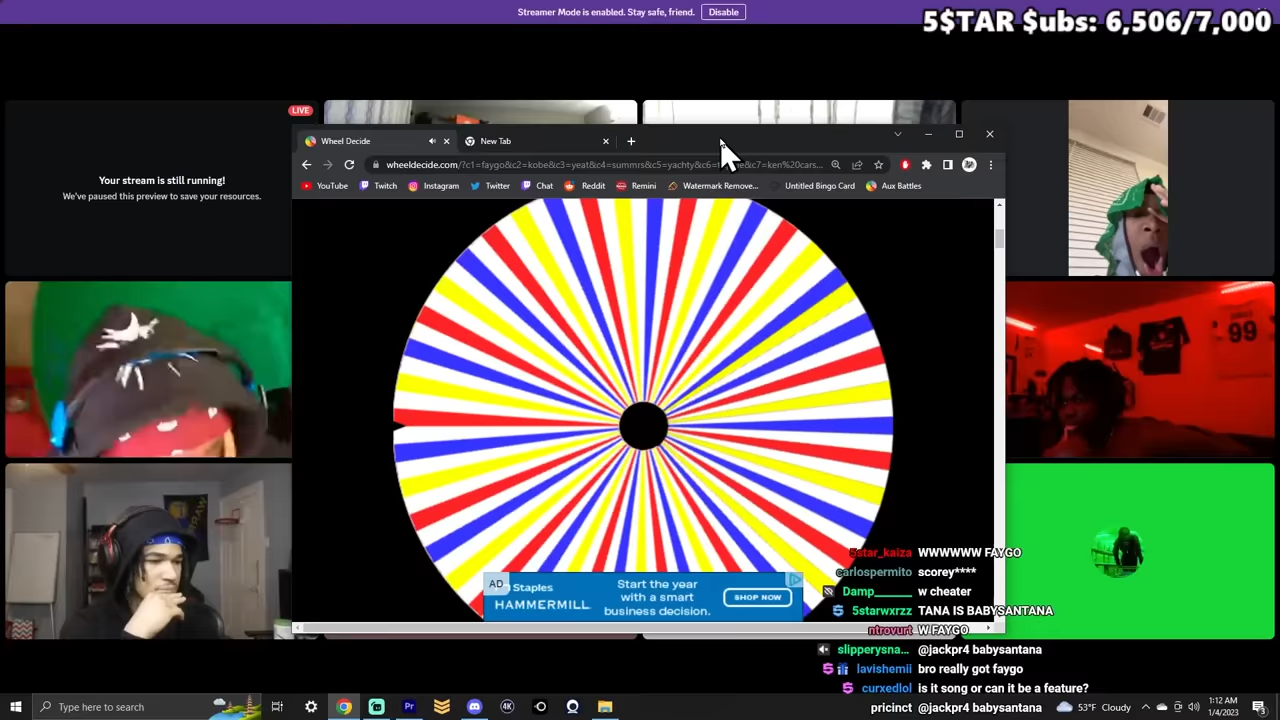 Streamer Mode is enabled. Stay safe, friend. Disable
5$TAR $ubs: 6,506/7,000
LIVE
Your stream is still running!
We've paused this preview to save your resources.
Wheel Decide
New Tab
YouTube Twitch Instagram Twitter Chat Reddit Remini Watermark Remove... Untitled Bingo Card Aux Battles
99
AD
Staples
HAMMERMILL
Start the year
with a smart
business decision.
SHOP NOW
5star_kaiza WWWWWW FAYGO
carlospermito scorey****
Damp______ w cheater
5starwxrzz TANA IS BABYSANTANA
ntrovurt W FAYGO
slipperysna... @jackpr4 babysantana
lavishemii bro really got faygo
curxedlol is it song or can it be a feature?
pricinct @jackpr4 babysantana
Type here to search
53°F Cloudy
1:12 AM
1/4/2023